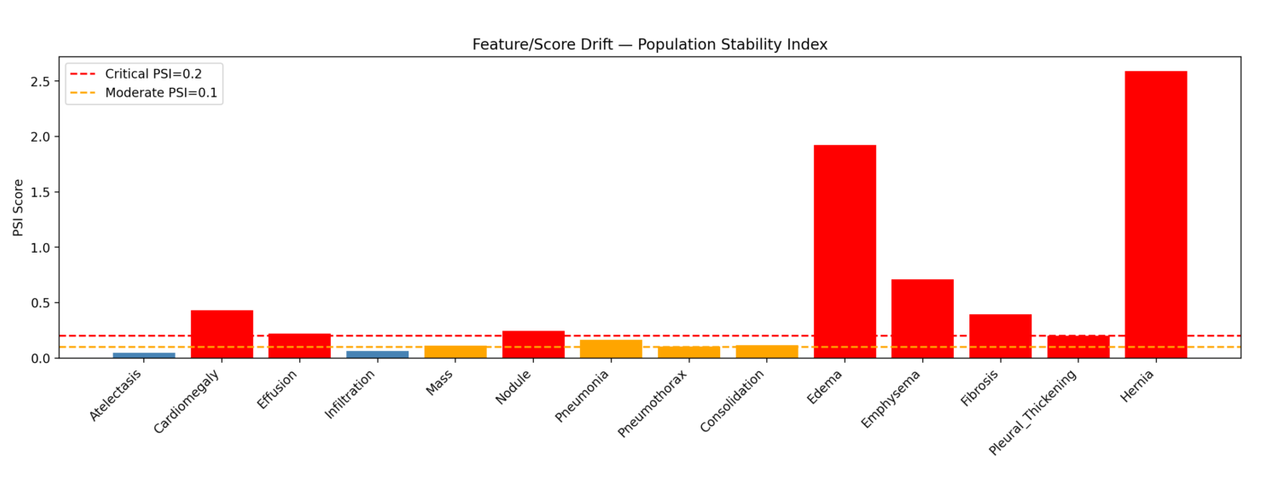 Feature/Score Drift — Population Stability Index
Critical PSI=0.2
Moderate PSI=0.1
PSI Score
2.5
2.0
1.5
1.0
0.5
0.0
Atelectasis
Cardiomegaly
Effusion
Infiltration
Mass
Nodule
Pneumonia
Pneumothorax
Consolidation
Edema
Emphysema
Fibrosis
Pleural_Thickening
Hernia